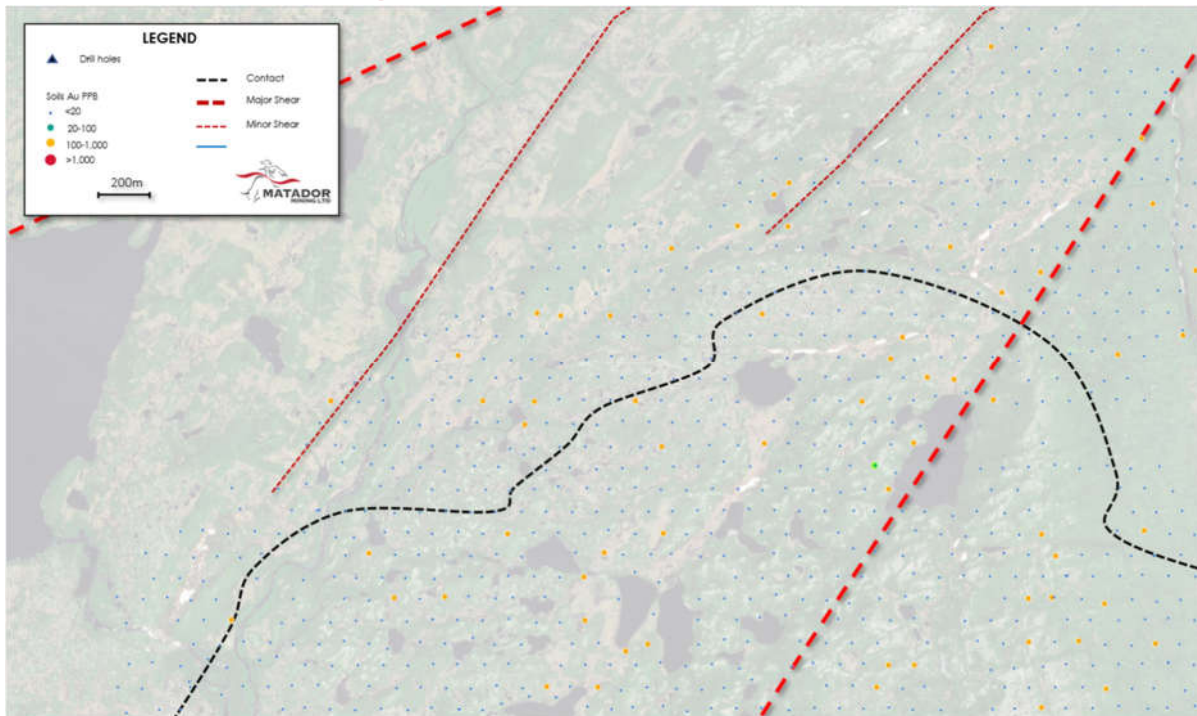 LEGEND
Drill holes
Contact
Soils Au PPB
Major Shear
<20
20-100
Minor Shear
100-1,000
>1,000
200m
MATADOR
MINING LTD